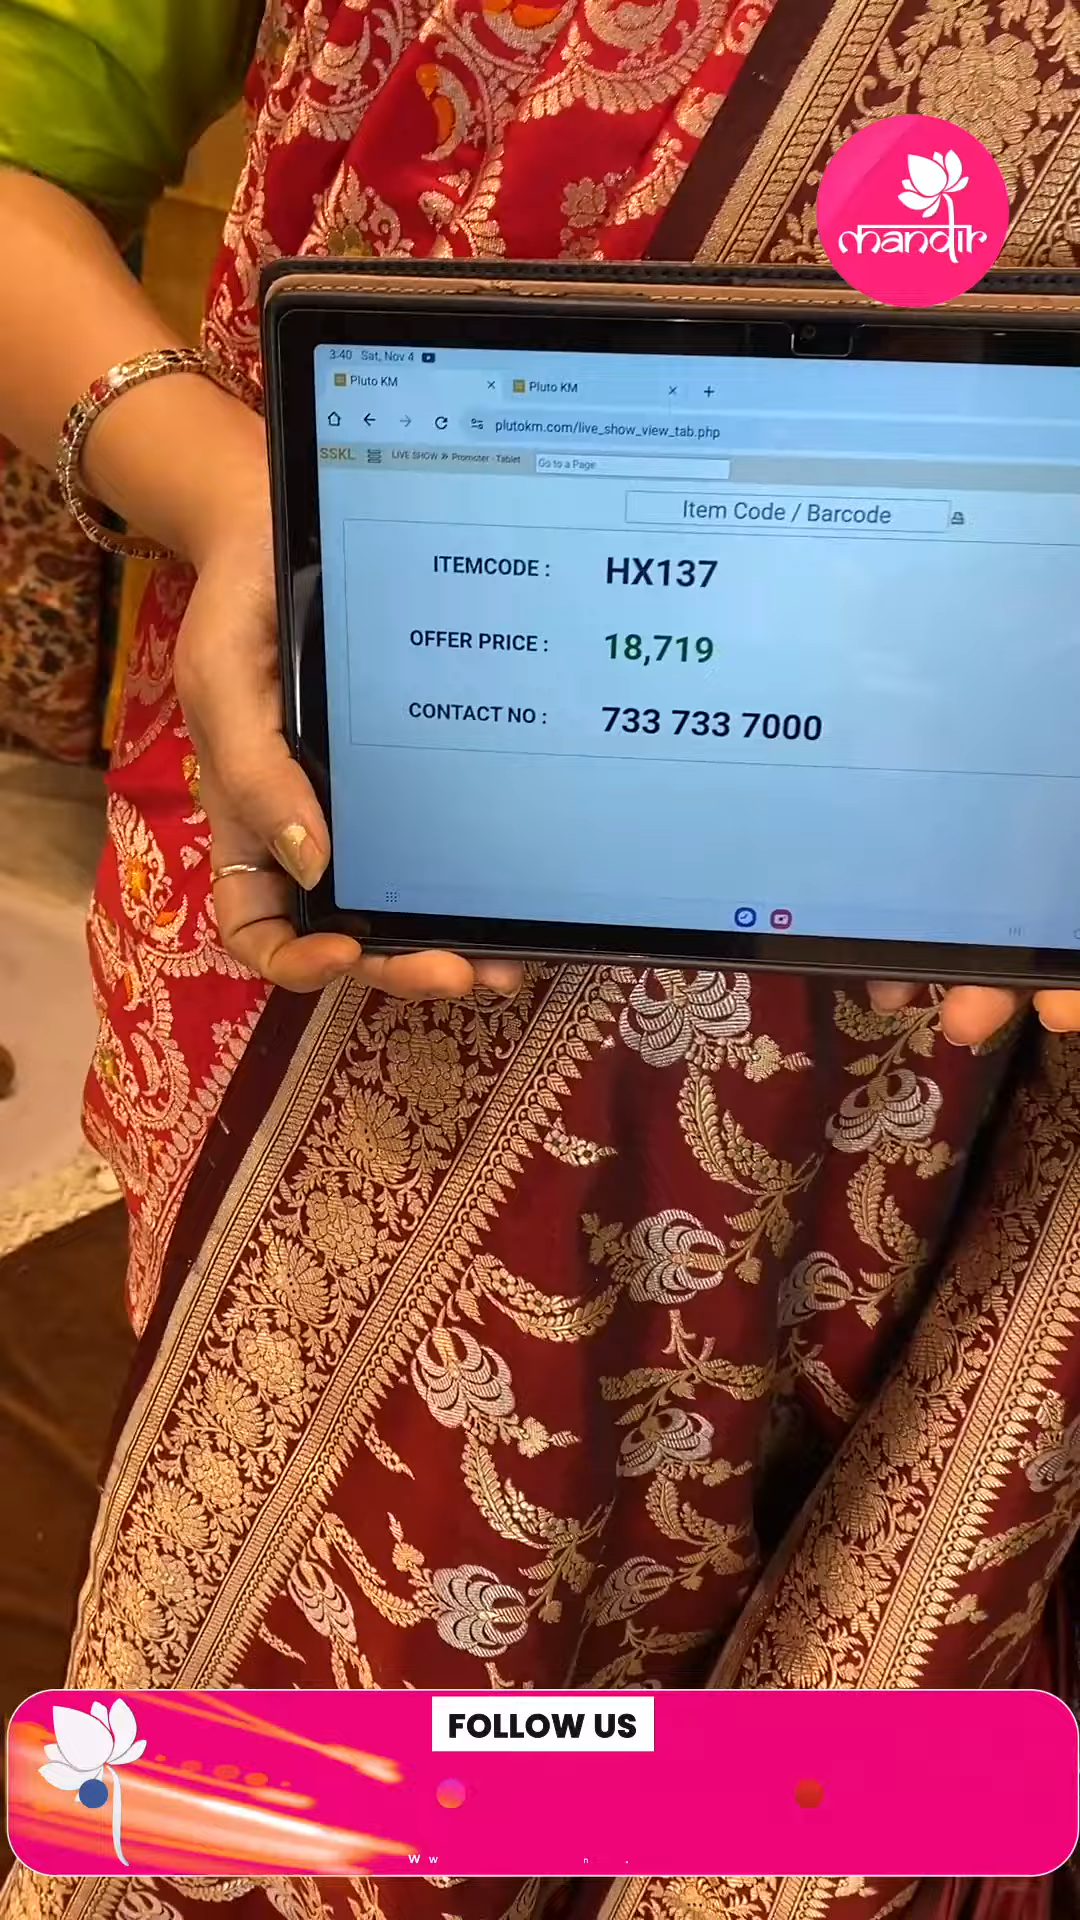 mandir
3:40 Sat, Nov 4
Pluto KM
Pluto KM
plutokm.com/live_show_view_tab.php
SSKL
LIVE SHOW » Promoter - Tablet
Go to a Page
Item Code / Barcode
ITEMCODE : HX137
OFFER PRICE : 18,719
CONTACT NO : 733 733 7000
FOLLOW US